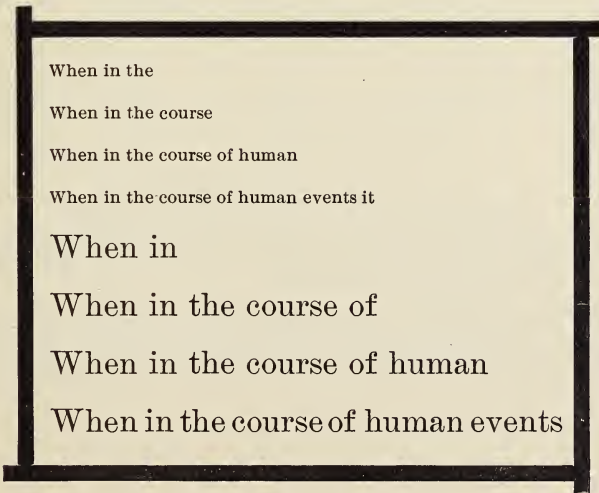 When in the
When in the course
When in the course of human
When in the course of human events it
When in
When in the course of
When in the course of human
When in the course of human events